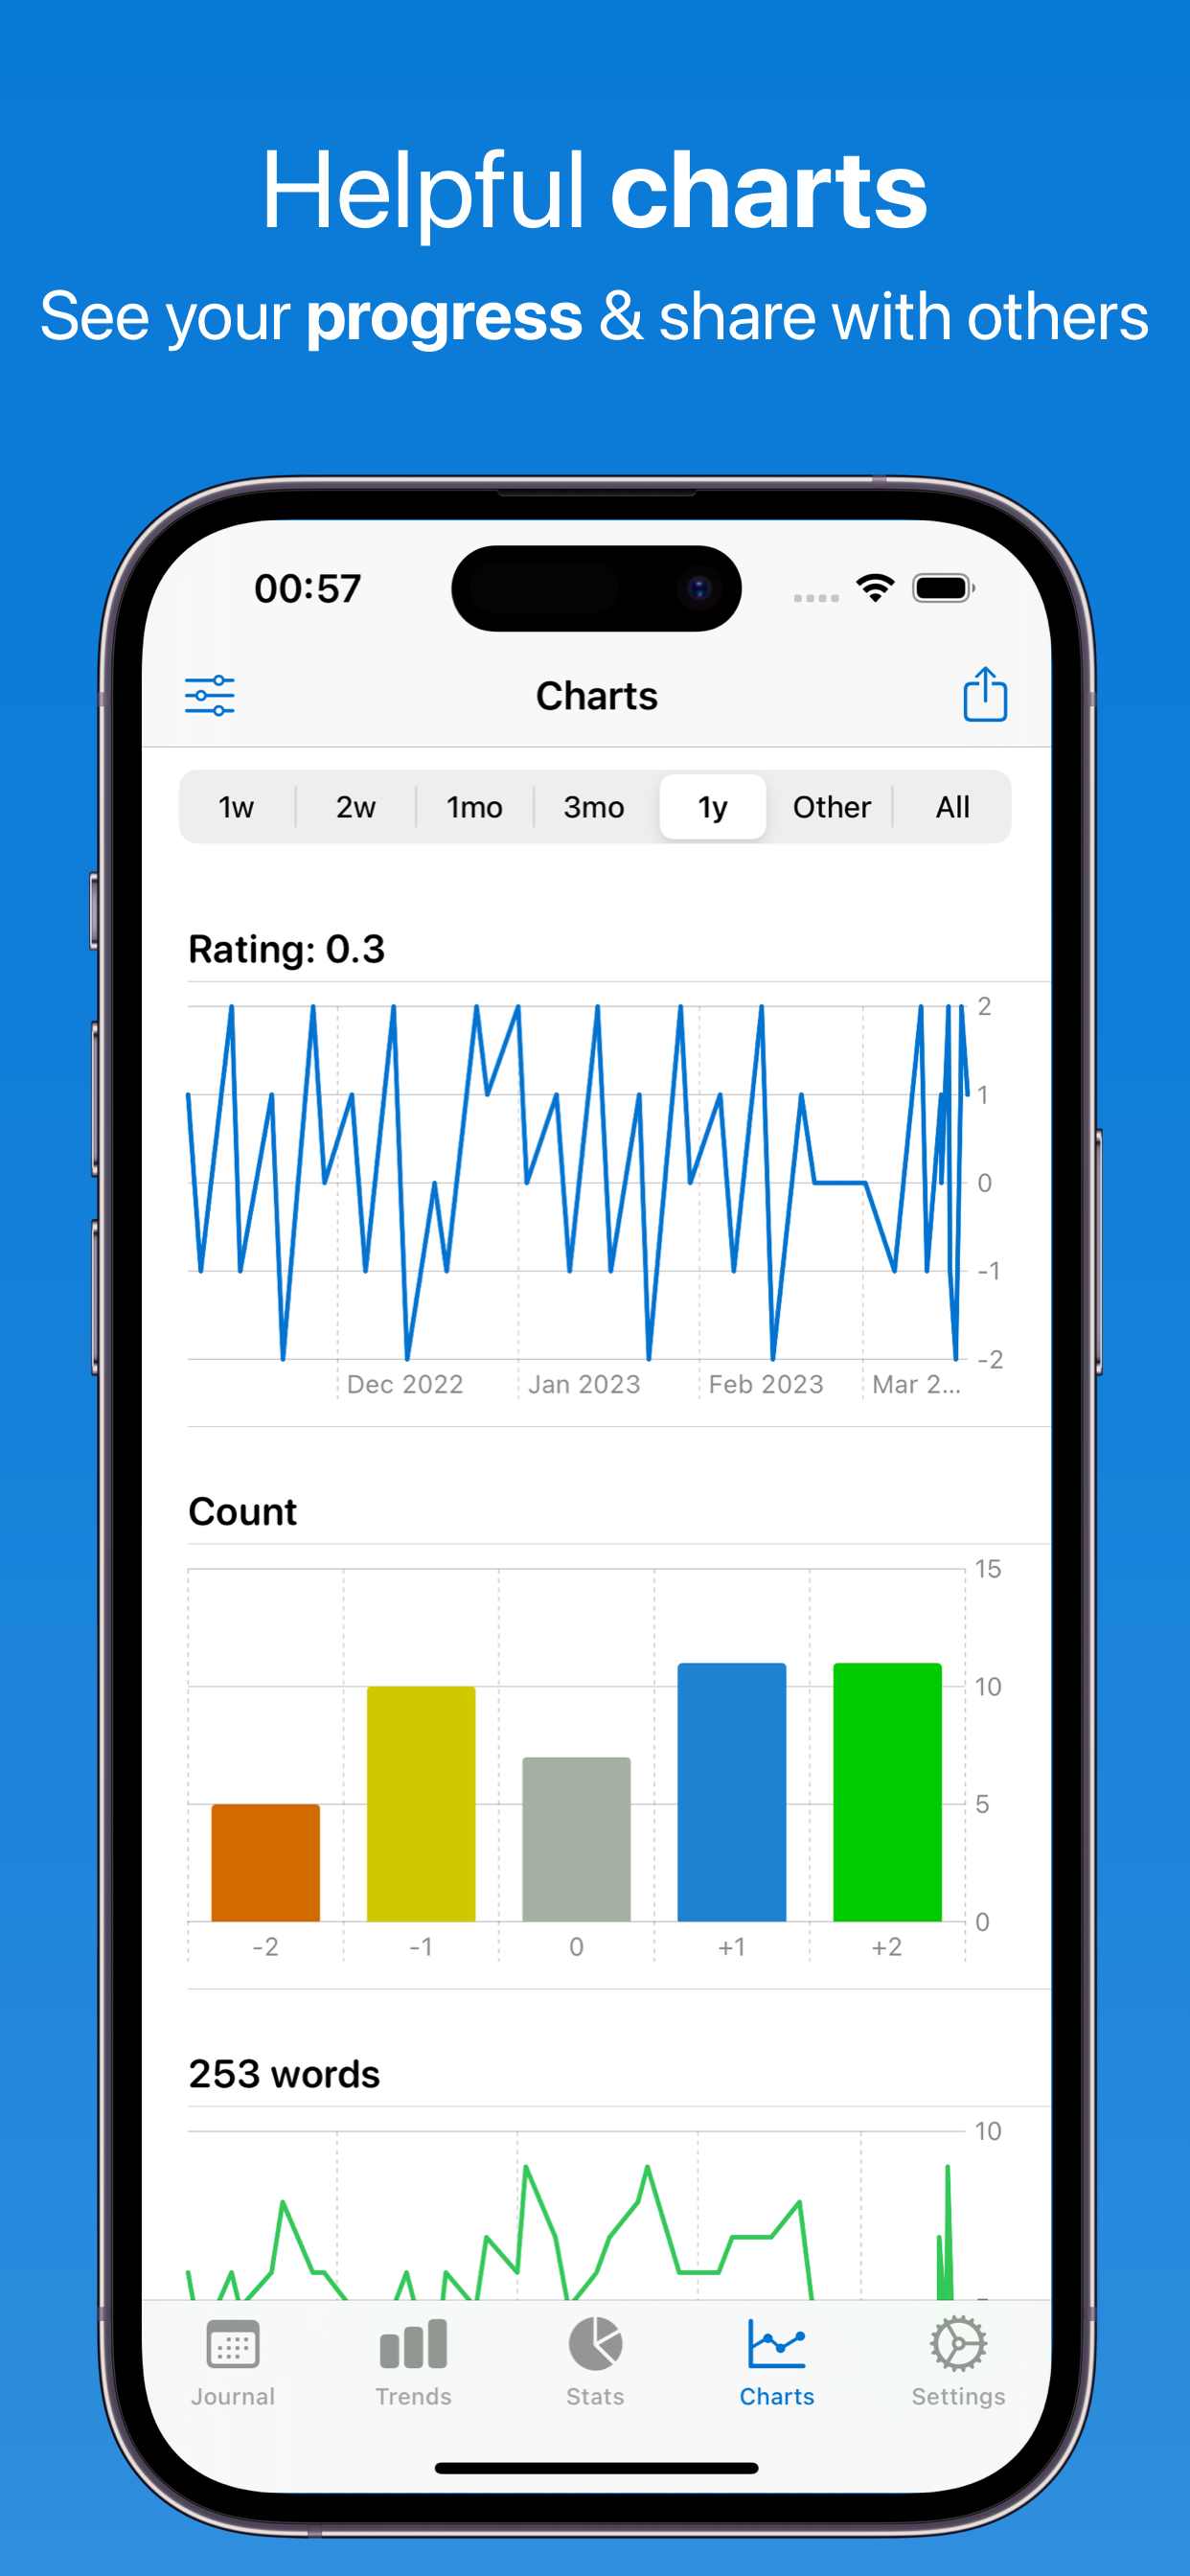 Helpful charts
See your progress & share with others
00:57
Charts
1w 2w 1mo 3mo 1y Other All
Rating: 0.3
2
1
0
-1
-2
Dec 2022 Jan 2023 Feb 2023 Mar 2...
Count
15
10
5
0
-2 -1 0 +1 +2
253 words
10
Journal Trends Stats Charts Settings